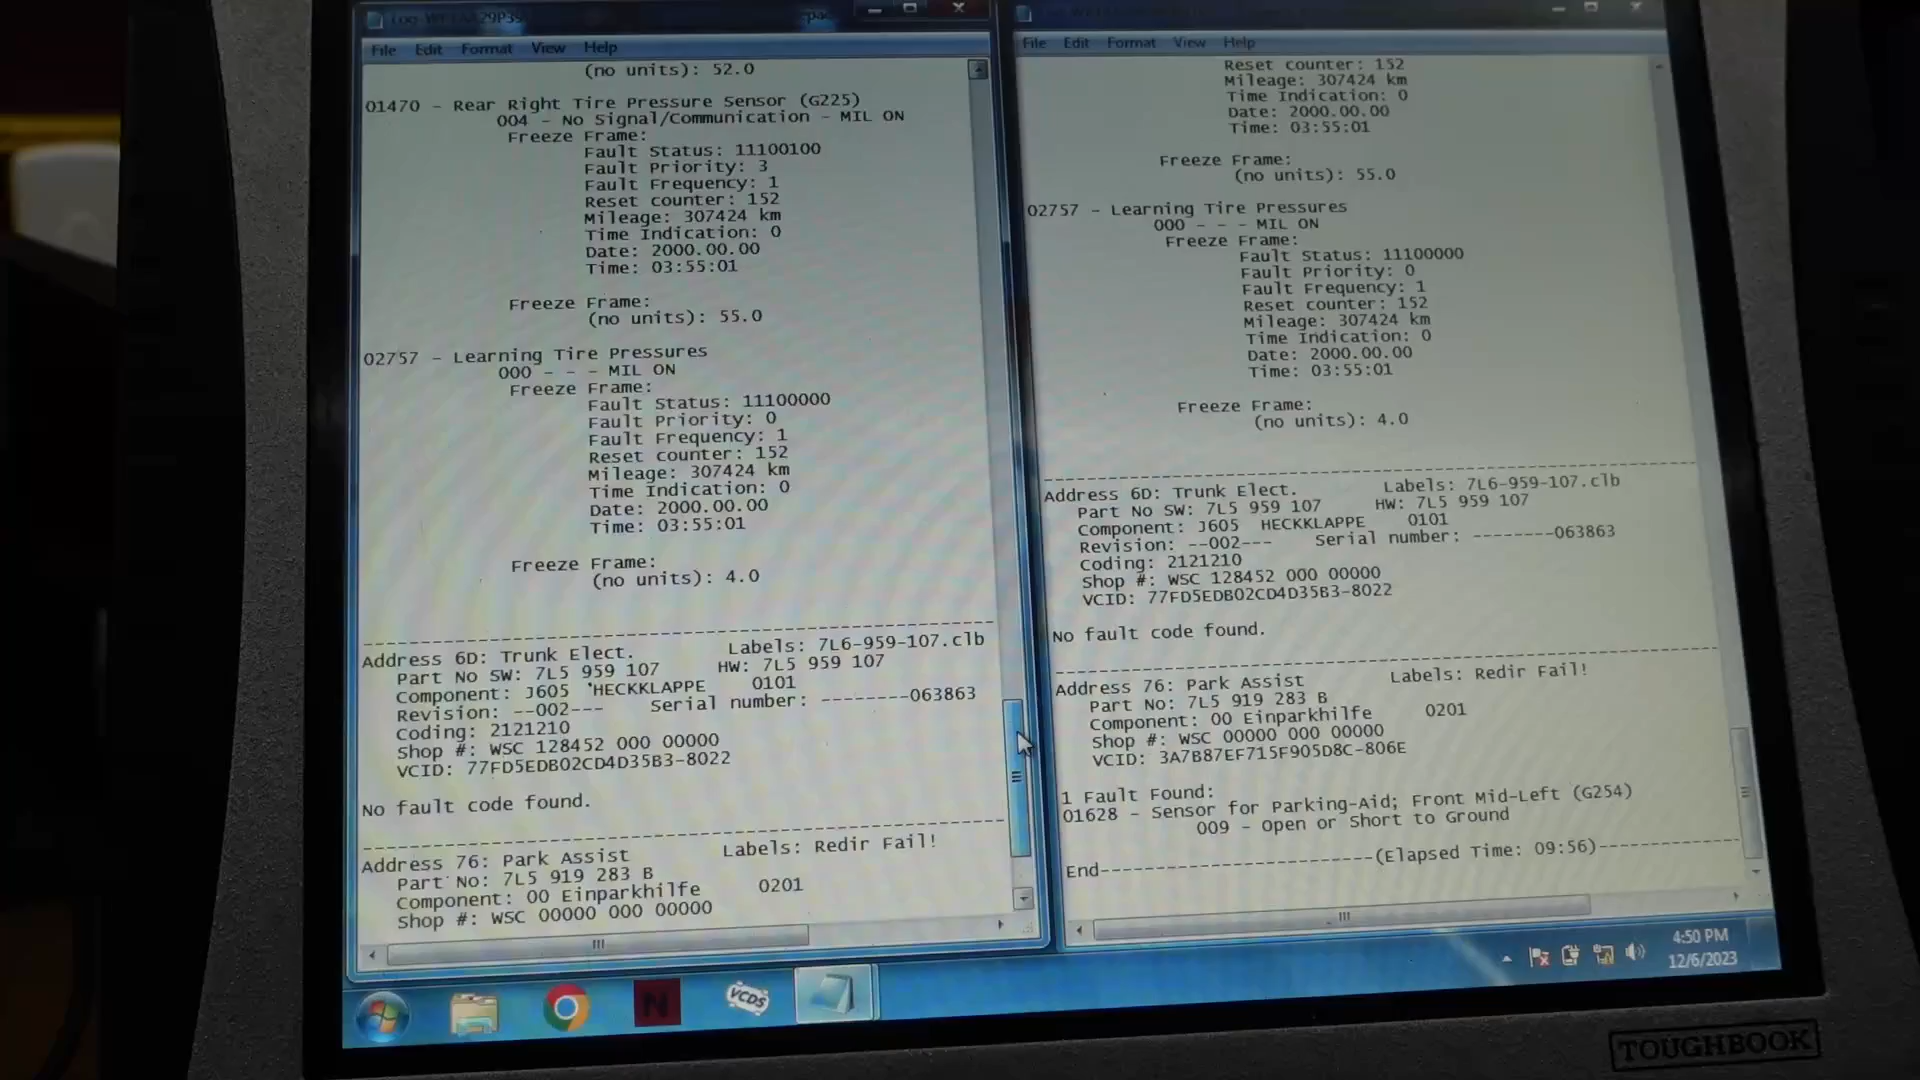 File Edit Format View Help
(no units): 52.0
01470 - Rear Right Tire Pressure Sensor (G225)
004 - No Signal/Communication - MIL ON
Freeze Frame:
Fault Status: 11100100
Fault Priority: 3
Fault Frequency: 1
Reset counter: 152
Mileage: 307424 km
Time Indication: 0
Date: 2000.00.00
Time: 03:55:01
Freeze Frame:
(no units): 55.0
02757 - Learning Tire Pressures
000 - - - MIL ON
Freeze Frame:
Fault Status: 11100000
Fault Priority: 0
Fault Frequency: 1
Reset counter: 152
Mileage: 307424 km
Time Indication: 0
Date: 2000.00.00
Time: 03:55:01
Freeze Frame:
(no units): 4.0
Address 6D: Trunk Elect. Labels: 7L6-959-107.clb
Part No SW: 7L5 959 107 HW: 7L5 959 107
Component: J605 HECKKLAPPE 0101
Revision: --002--- Serial number: --------063863
Coding: 2121210
Shop #: WSC 128452 000 00000
VCID: 77FD5EDB02CD4D35B3-8022
No fault code found.
Address 76: Park Assist Labels: Redir Fail!
Part No: 7L5 919 283 B
Component: 00 Einparkhilfe 0201
Shop #: WSC 00000 000 00000
File Edit Format View Help
Reset counter: 152
Mileage: 307424 km
Time Indication: 0
Date: 2000.00.00
Time: 03:55:01
Freeze Frame:
(no units): 55.0
02757 - Learning Tire Pressures
000 - - - MIL ON
Freeze Frame:
Fault Status: 11100000
Fault Priority: 0
Fault Frequency: 1
Reset counter: 152
Mileage: 307424 km
Time Indication: 0
Date: 2000.00.00
Time: 03:55:01
Freeze Frame:
(no units): 4.0
Address 6D: Trunk Elect. Labels: 7L6-959-107.clb
Part No SW: 7L5 959 107 HW: 7L5 959 107
Component: J605 HECKKLAPPE 0101
Revision: --002--- Serial number: --------063863
Coding: 2121210
Shop #: WSC 128452 000 00000
VCID: 77FD5EDB02CD4D35B3-8022
No fault code found.
Address 76: Park Assist Labels: Redir Fail!
Part No: 7L5 919 283 B
Component: 00 Einparkhilfe 0201
Shop #: WSC 00000 000 00000
VCID: 3A7B87EF715F905D8C-806E
1 Fault Found:
01628 - Sensor for Parking-Aid; Front Mid-Left (G254)
009 - Open or Short to Ground
End-------------------------(Elapsed Time: 09:56)-------------
4:50 PM
12/6/2023
N
VCDS
TOUGHBOOK